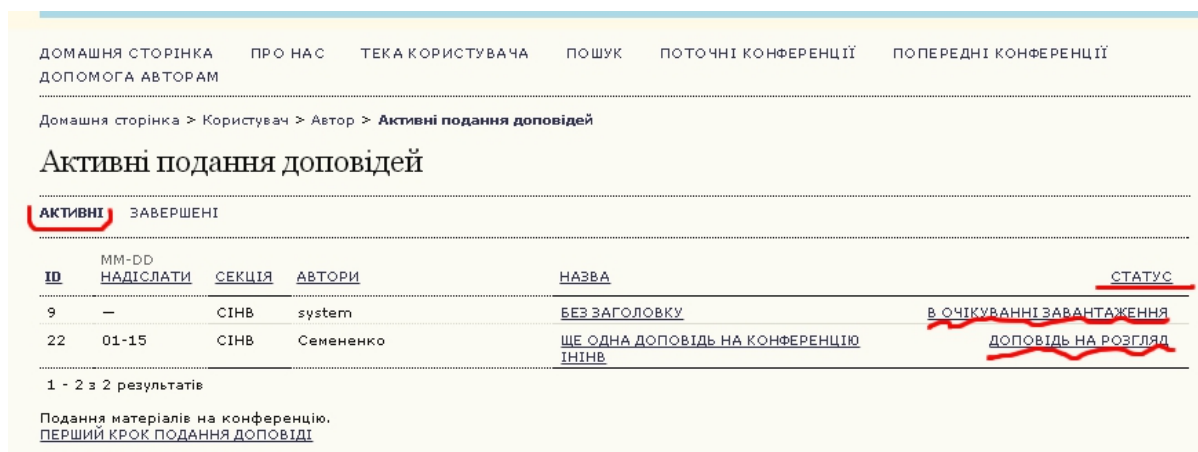 ДОМАШНЯ СТОРІНКА ПРО НАС ТЕКА КОРИСТУВАЧА ПОШУК ПОТОЧНІ КОНФЕРЕНЦІЇ ПОПЕРЕДНІ КОНФЕРЕНЦІЇ
ДОПОМОГА АВТОРАМ
Домашня сторінка > Користувач > Автор > Активні подання доповідей
Активні подання доповідей
АКТИВНІ ЗАВЕРШЕНІ
MM-DD
ID НАДІСЛАТИ СЕКЦІЯ АВТОРИ НАЗВА СТАТУС
9 — СІНВ system БЕЗ ЗАГОЛОВКУ В ОЧІКУВАННІ ЗАВАНТАЖЕННЯ
22 01-15 СІНВ Семененко ЩЕ ОДНА ДОПОВІДЬ НА КОНФЕРЕНЦІЮ ДОПОВІДЬ НА РОЗГЛЯД
ІНІНВ
1 - 2 з 2 результатів
Подання матеріалів на конференцію.
ПЕРШИЙ КРОК ПОДАННЯ ДОПОВІДІ